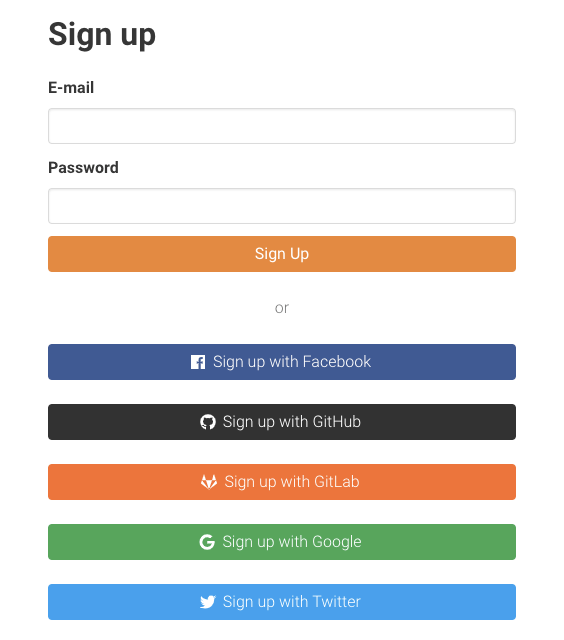 Sign up
E-mail
Password
Sign Up
or
Sign up with Facebook
Sign up with GitHub
Sign up with GitLab
Sign up with Google
Sign up with Twitter